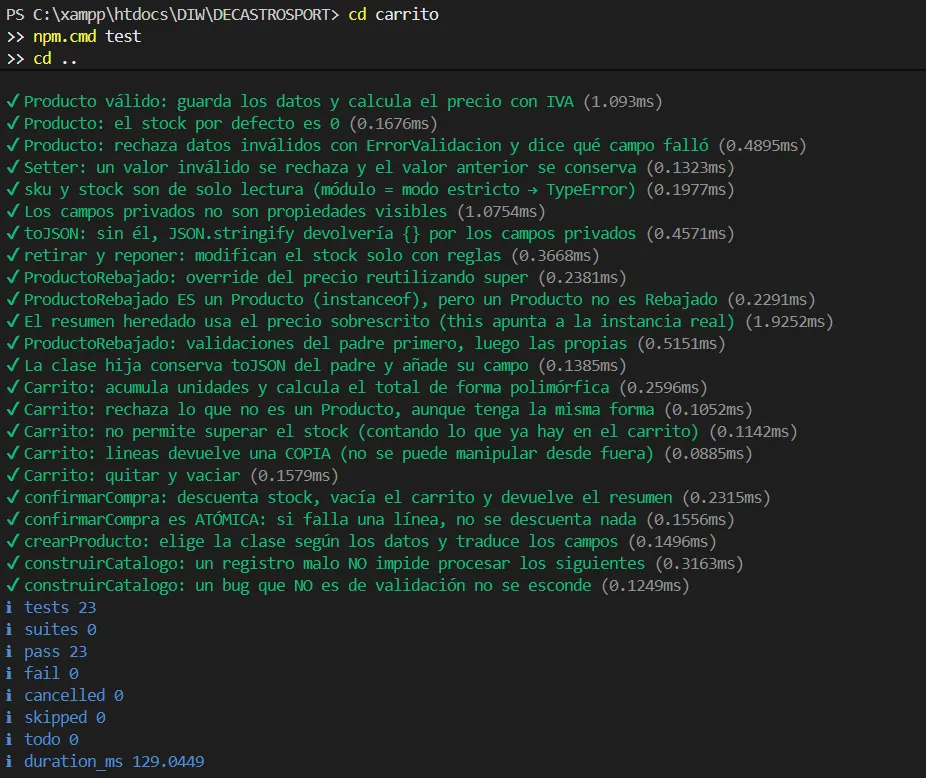 PS C:\xampp\htdocs\DIW\DECASTROSPORT> cd carrito
>> npm.cmd test
>> cd ..
✓ Producto válido: guarda los datos y calcula el precio con IVA (1.093ms)
✓ Producto: el stock por defecto es 0 (0.1676ms)
✓ Producto: rechaza datos inválidos con ErrorValidacion y dice qué campo falló (0.4895ms)
✓ Setter: un valor inválido se rechaza y el valor anterior se conserva (0.1323ms)
✓ sku y stock son de solo lectura (módulo = modo estricto → TypeError) (0.1977ms)
✓ Los campos privados no son propiedades visibles (1.0754ms)
✓ toJSON: sin él, JSON.stringify devolvería {} por los campos privados (0.4571ms)
✓ retirar y reponer: modifican el stock solo con reglas (0.3668ms)
✓ ProductoRebajado: override del precio reutilizando super (0.2381ms)
✓ ProductoRebajado ES un Producto (instanceof), pero un Producto no es Rebajado (0.2291ms)
✓ El resumen heredado usa el precio sobrescrito (this apunta a la instancia real) (1.9252ms)
✓ ProductoRebajado: validaciones del padre primero, luego las propias (0.5151ms)
✓ La clase hija conserva toJSON del padre y añade su campo (0.1385ms)
✓ Carrito: acumula unidades y calcula el total de forma polimórfica (0.2596ms)
✓ Carrito: rechaza lo que no es un Producto, aunque tenga la misma forma (0.1052ms)
✓ Carrito: no permite superar el stock (contando lo que ya hay en el carrito) (0.1142ms)
✓ Carrito: lineas devuelve una COPIA (no se puede manipular desde fuera) (0.0885ms)
✓ Carrito: quitar y vaciar (0.1579ms)
✓ confirmarCompra: descuenta stock, vacía el carrito y devuelve el resumen (0.2315ms)
✓ confirmarCompra es ATÓMICA: si falla una línea, no se descuenta nada (0.1556ms)
✓ crearProducto: elige la clase según los datos y traduce los campos (0.1496ms)
✓ construirCatalogo: un registro malo NO impide procesar los siguientes (0.3163ms)
✓ construirCatalogo: un bug que NO es de validación no se esconde (0.1249ms)
ℹ tests 23
ℹ suites 0
ℹ pass 23
ℹ fail 0
ℹ cancelled 0
ℹ skipped 0
ℹ todo 0
ℹ duration_ms 129.0449